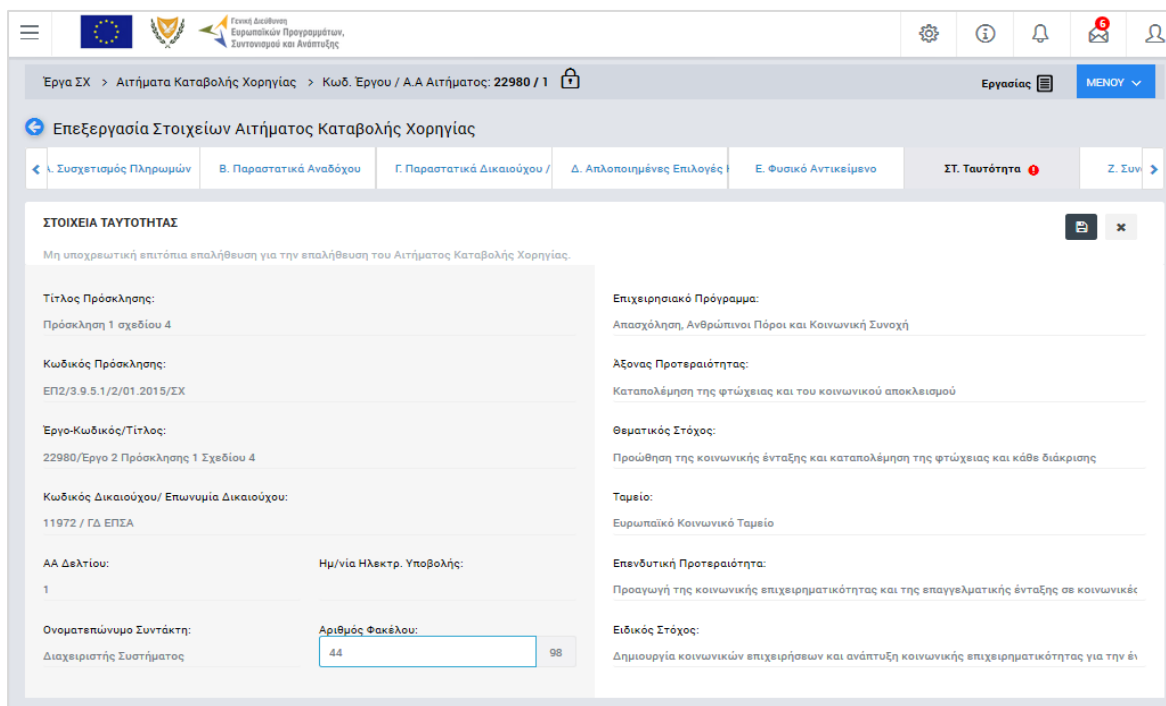 Γενική Διεύθυνση
Ευρωπαϊκών Προγραμμάτων,
Συντονισμού και Ανάπτυξης
6
Έργα ΣΧ > Αιτήματα Καταβολής Χορηγίας > Κωδ. Έργου / Α.Α Αιτήματος: 22980 / 1
Εργασίας
ΜΕΝΟΥ
Επεξεργασία Στοιχείων Αιτήματος Καταβολής Χορηγίας
. Συσχετισμός Πληρωμών
Β. Παραστατικά Αναδόχου
Γ. Παραστατικά Δικαιούχου /
Δ. Απλοποιημένες Επιλογές
Ε. Φυσικό Αντικείμενο
ΣΤ. Ταυτότητα
Ζ. Συν
ΣΤΟΙΧΕΙΑ ΤΑΥΤΟΤΗΤΑΣ
Μη υποχρεωτική επιτόπια επαλήθευση για την επαλήθευση του Αιτήματος Καταβολής Χορηγίας.
Τίτλος Πρόσκλησης:
Πρόσκληση 1 σχεδίου 4
Κωδικός Πρόσκλησης:
ΕΠ2/3.9.5.1/2/01.2015/ΣΧ
Έργο-Κωδικός/Τίτλος:
22980/Έργο 2 Πρόσκλησης 1 Σχεδίου 4
Κωδικός Δικαιούχου/ Επωνυμία Δικαιούχου:
11972 / ΓΔ ΕΠΣΑ
ΑΑ Δελτίου:
1
Ημ/νία Ηλεκτρ. Υποβολής:
Ονοματεπώνυμο Συντάκτη:
Διαχειριστής Συστήματος
Αριθμός Φακέλου:
44
98
Επιχειρησιακό Πρόγραμμα:
Απασχόληση, Ανθρώπινοι Πόροι και Κοινωνική Συνοχή
Άξονας Προτεραιότητας:
Καταπολέμηση της φτώχειας και του κοινωνικού αποκλεισμού
Θεματικός Στόχος:
Προώθηση της κοινωνικής ένταξης και καταπολέμηση της φτώχειας και κάθε διάκρισης
Ταμείο:
Ευρωπαϊκό Κοινωνικό Ταμείο
Επενδυτική Προτεραιότητα:
Προαγωγή της κοινωνικής επιχειρηματικότητας και της επαγγελματικής ένταξης σε κοινωνικές
Ειδικός Στόχος:
Δημιουργία κοινωνικών επιχειρήσεων και ανάπτυξη κοινωνικής επιχειρηματικότητας για την έν